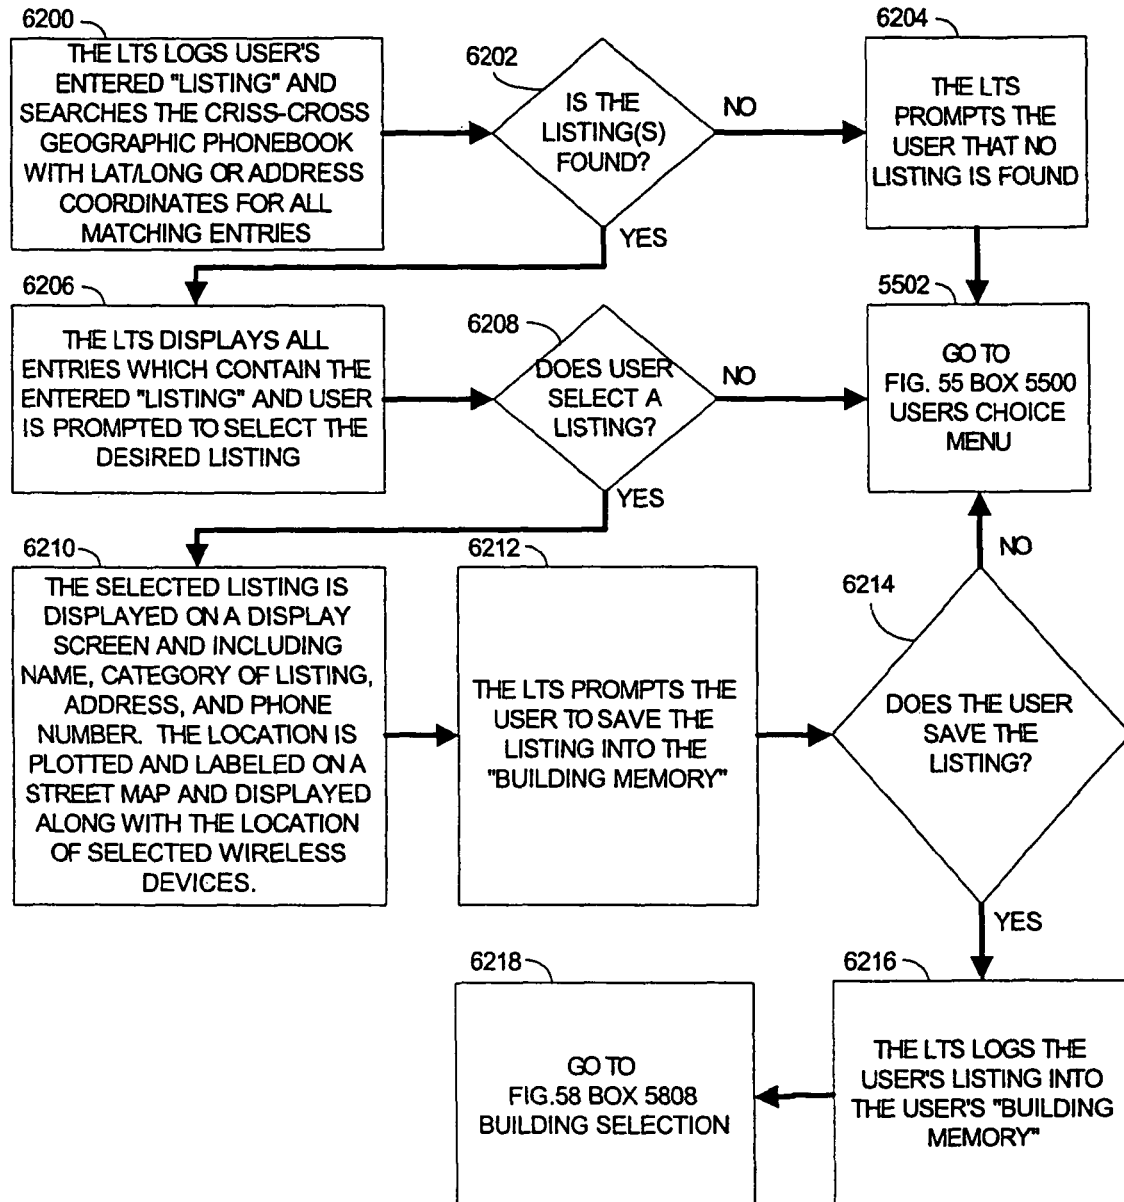 6200
THE LTS LOGS USER'S
ENTERED "LISTING" AND
SEARCHES THE CRISS-CROSS
GEOGRAPHIC PHONEBOOK
WITH LAT/LONG OR ADDRESS
COORDINATES FOR ALL
MATCHING ENTRIES
6202
IS THE
LISTING(S)
FOUND?
NO
YES
6204
THE LTS
PROMPTS THE
USER THAT NO
LISTING IS FOUND
6206
THE LTS DISPLAYS ALL
ENTRIES WHICH CONTAIN THE
ENTERED "LISTING" AND USER
IS PROMPTED TO SELECT THE
DESIRED LISTING
6208
DOES USER
SELECT A
LISTING?
NO
YES
5502
GO TO
FIG. 55 BOX 5500
USERS CHOICE
MENU
6210
THE SELECTED LISTING IS
DISPLAYED ON A DISPLAY
SCREEN AND INCLUDING
NAME, CATEGORY OF LISTING,
ADDRESS, AND PHONE
NUMBER. THE LOCATION IS
PLOTTED AND LABELED ON A
STREET MAP AND DISPLAYED
ALONG WITH THE LOCATION
OF SELECTED WIRELESS
DEVICES.
6212
THE LTS PROMPTS THE
USER TO SAVE THE
LISTING INTO THE
"BUILDING MEMORY"
6214
DOES THE USER
SAVE THE
LISTING?
NO
YES
6216
THE LTS LOGS THE
USER'S LISTING INTO
THE USER'S "BUILDING
MEMORY"
6218
GO TO
FIG.58 BOX 5808
BUILDING SELECTION